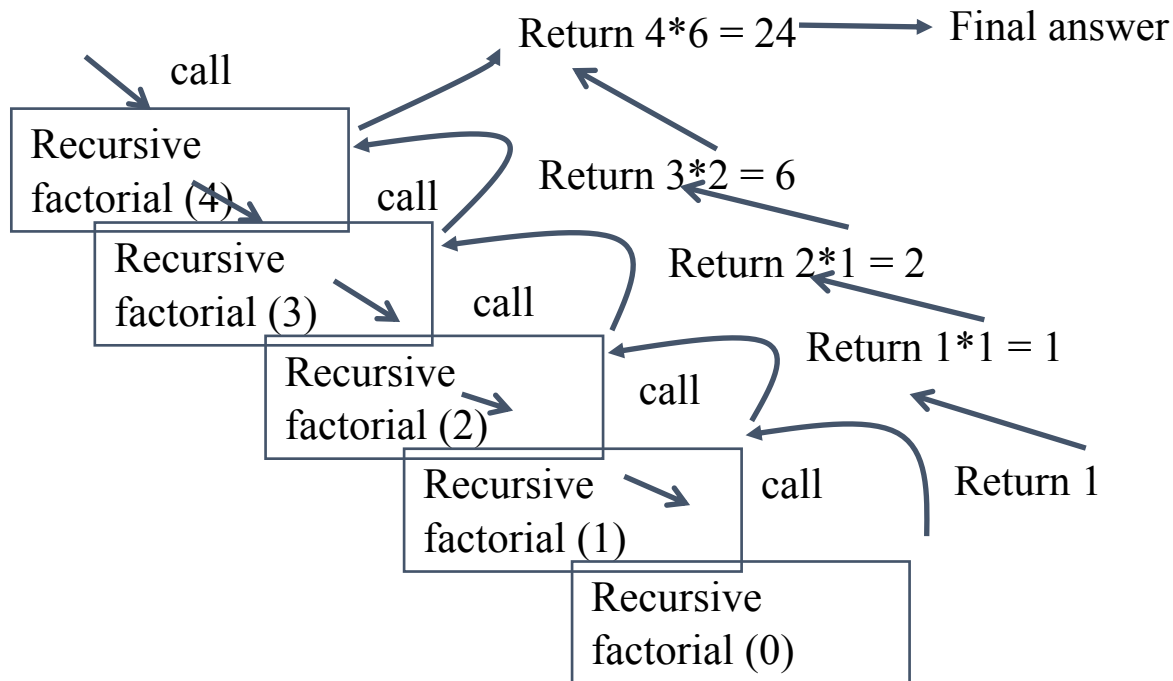 Return 4*6 = 24
Final answer
call
Recursive
factorial (4)
Return 3*2 = 6
call
Recursive
factorial (3)
Return 2*1 = 2
call
Recursive
factorial (2)
Return 1*1 = 1
call
Recursive
factorial (1)
Return 1
call
Recursive
factorial (0)